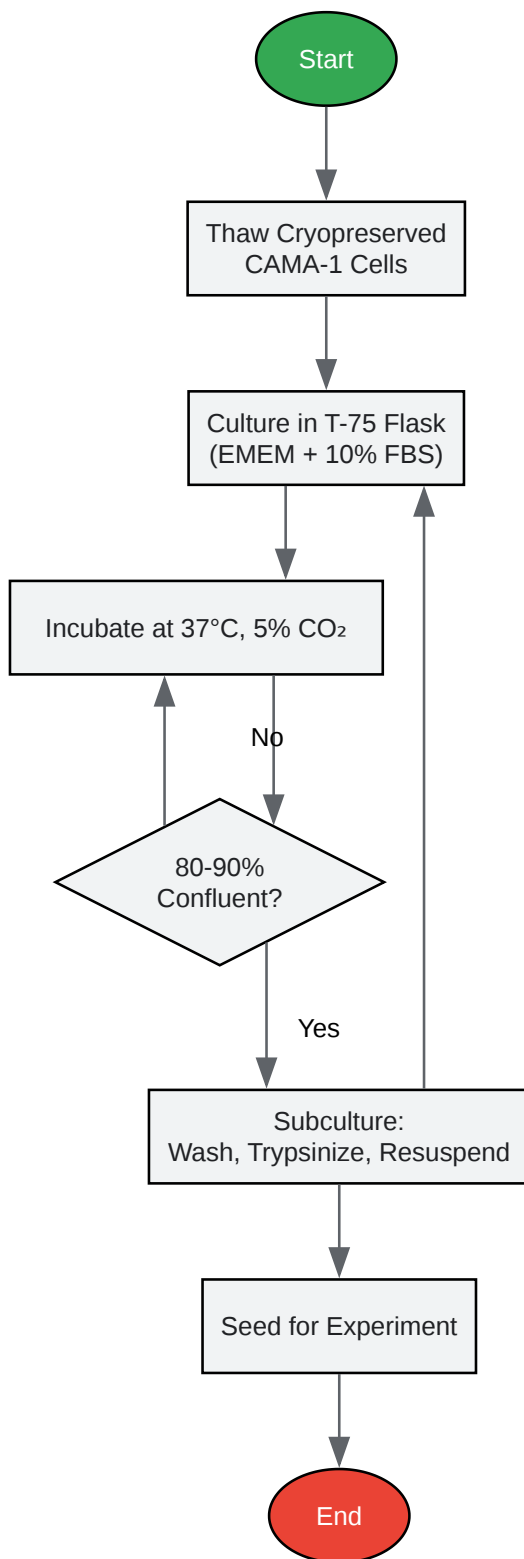 Start
Thaw Cryopreserved
CAMA-1 Cells
Culture in T-75 Flask
(EMEM + 10% FBS)
Incubate at 37°C, 5% CO₂
No
80-90%
Confluent?
Yes
Subculture:
Wash, Trypsinize, Resuspend
Seed for Experiment
End